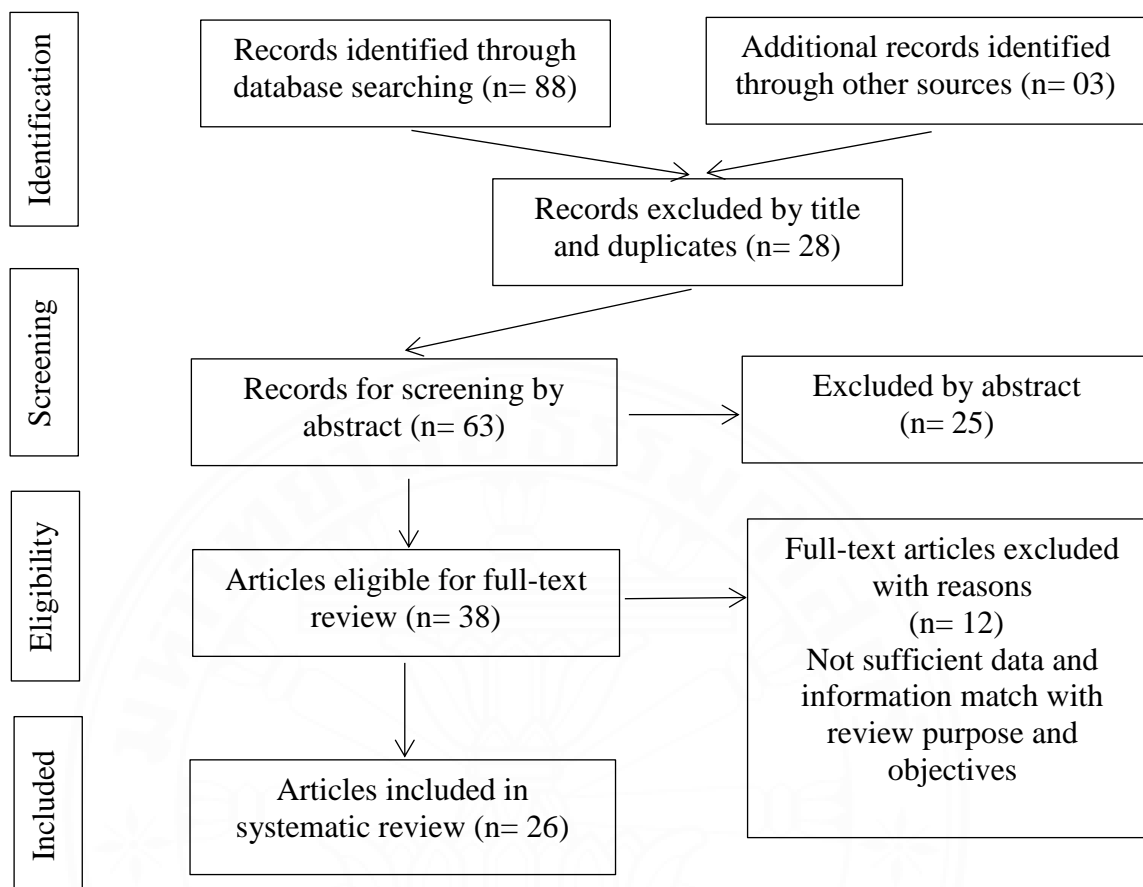 Identification
Records identified through
database searching (n= 88)
Additional records identified
through other sources (n= 03)
Records excluded by title
and duplicates (n= 28)
Screening
Records for screening by
abstract (n= 63)
Excluded by abstract
(n= 25)
Eligibility
Articles eligible for full-text
review (n= 38)
Full-text articles excluded
with reasons
(n= 12)
Not sufficient data and
information match with
review purpose and
objectives
Included
Articles included in
systematic review (n= 26)